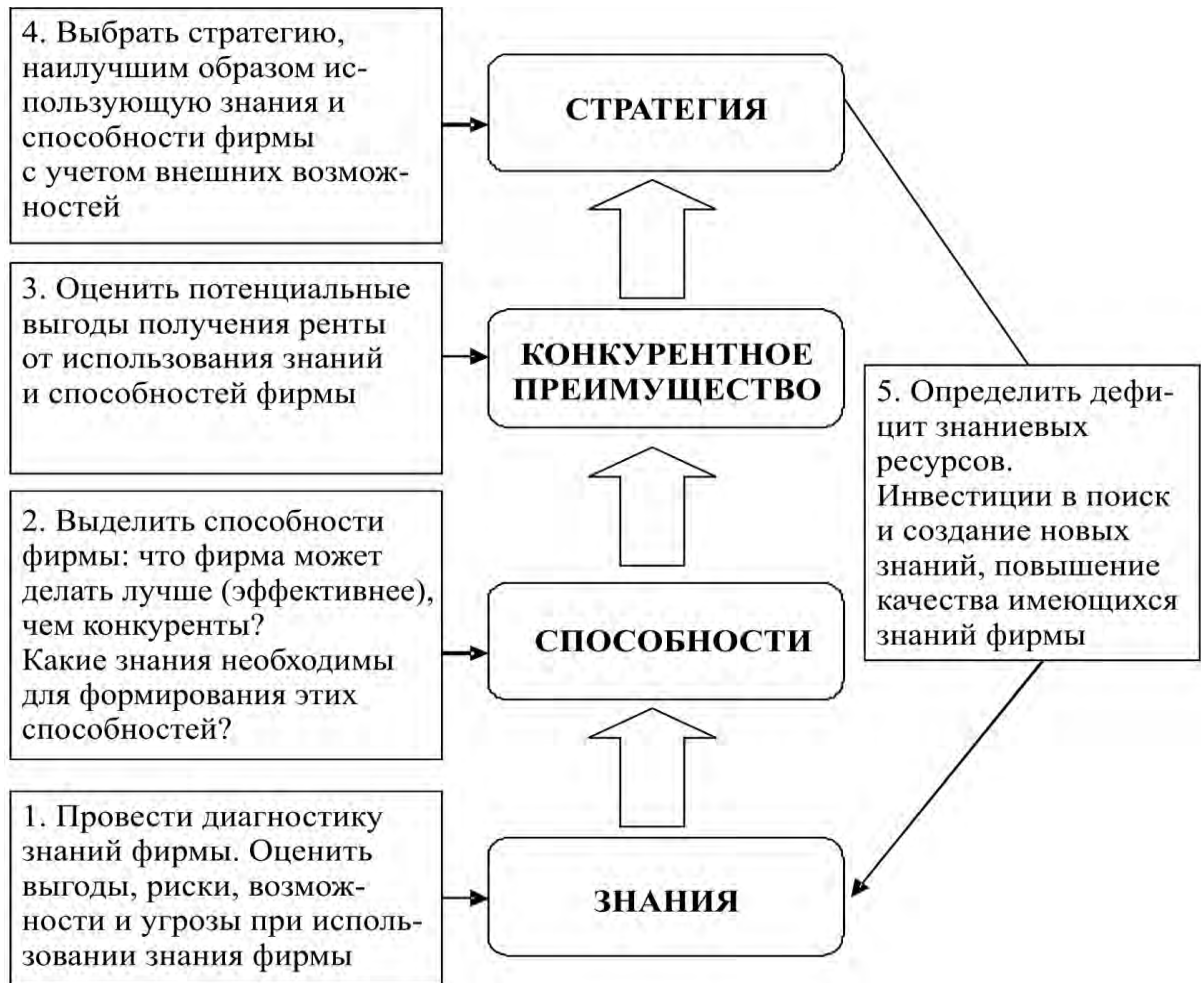 4. Выбрать стратегию,
наилучшим образом ис-
пользующую знания и
способности фирмы
с учетом внешних возмож-
ностей
СТРАТЕГИЯ
3. Оценить потенциальные
выгоды получения ренты
от использования знаний
и способностей фирмы
КОНКУРЕНТНОЕ
ПРЕИМУЩЕСТВО
5. Определить дефи-
цит знаниевых
ресурсов.
Инвестиции в поиск
и создание новых
знаний, повышение
качества имеющихся
знаний фирмы
2. Выделить способности
фирмы: что фирма может
делать лучше (эффективнее),
чем конкуренты?
Какие знания необходимы
для формирования этих
способностей?
СПОСОБНОСТИ
1. Провести диагностику
знаний фирмы. Оценить
выгоды, риски, возмож-
ности и угрозы при исполь-
зовании знания фирмы
ЗНАНИЯ